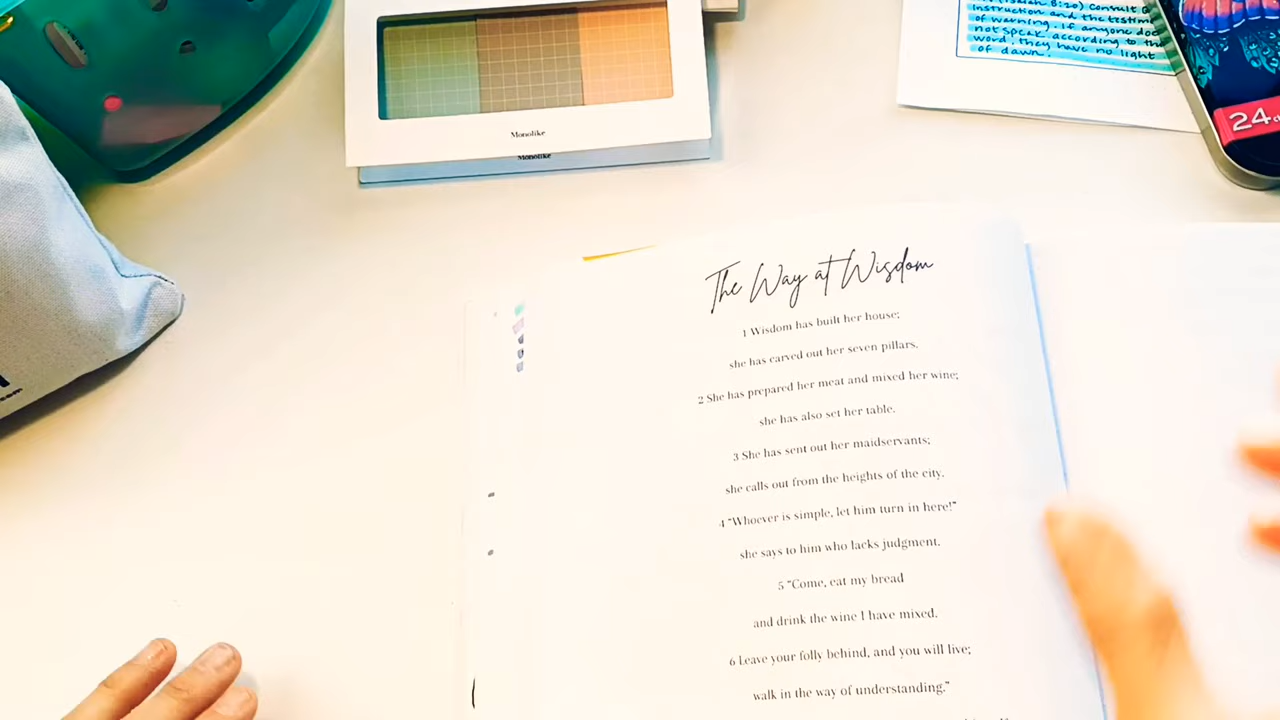 (Isaiah 8:20) Consult G
instruction and the testim
of warning. if anyone doe
not speak according to th
word, they have no light
of dawn.
24
Monolike
Monolike
The Way at Wisdom
1 Wisdom has built her house;
she has carved out her seven pillars.
2 She has prepared her meat and mixed her wine;
she has also set her table.
3 She has sent out her maidservants;
she calls out from the heights of the city.
4 “Whoever is simple, let him turn in here!”
she says to him who lacks judgment.
5 “Come, eat my bread
and drink the wine I have mixed.
6 Leave your folly behind, and you will live;
walk in the way of understanding.”